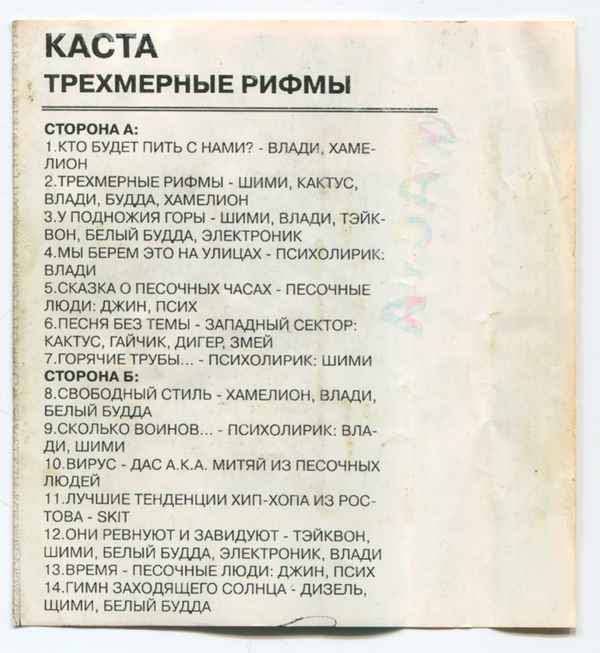 КАСТА
ТРЕХМЕРНЫЕ РИФМЫ
СТОРОНА А:
1.КТО БУДЕТ ПИТЬ С НАМИ? - ВЛАДИ, ХАМЕ-
ЛИОН
2.ТРЕХМЕРНЫЕ РИФМЫ - ШИМИ, КАКТУС,
ВЛАДИ, БУДДА, ХАМЕЛИОН
3.У ПОДНОЖИЯ ГОРЫ - ШИМИ, ВЛАДИ, ТЭЙК-
ВОН, БЕЛЫЙ БУДДА, ЭЛЕКТРОНИК
4.МЫ БЕРЕМ ЭТО НА УЛИЦАХ - ПСИХОЛИРИК:
ВЛАДИ
5.СКАЗКА О ПЕСОЧНЫХ ЧАСАХ - ПЕСОЧНЫЕ
ЛЮДИ: ДЖИН, ПСИХ
6.ПЕСНЯ БЕЗ ТЕМЫ - ЗАПАДНЫЙ СЕКТОР:
КАКТУС, ГАЙЧИК, ДИГЕР, ЗМЕЙ
7.ГОРЯЧИЕ ТРУБЫ... - ПСИХОЛИРИК: ШИМИ
СТОРОНА Б:
8.СВОБОДНЫЙ СТИЛЬ - ХАМЕЛИОН, ВЛАДИ,
БЕЛЫЙ БУДДА
9.СКОЛЬКО ВОИНОВ... - ПСИХОЛИРИК: ВЛА-
ДИ, ШИМИ
10.ВИРУС - ДАС А.К.А. МИТЯЙ ИЗ ПЕСОЧНЫХ
ЛЮДЕЙ
11.ЛУЧШИЕ ТЕНДЕНЦИИ ХИП-ХОПА ИЗ РОС-
ТОВА - SKIT
12.ОНИ РЕВНУЮТ И ЗАВИДУЮТ - ТЭЙКВОН,
ШИМИ, БЕЛЫЙ БУДДА, ЭЛЕКТРОНИК, ВЛАДИ
13.ВРЕМЯ - ПЕСОЧНЫЕ ЛЮДИ: ДЖИН, ПСИХ
14.ГИМН ЗАХОДЯЩЕГО СОЛНЦА - ДИЗЕЛЬ,
ЩИМИ, БЕЛЫЙ БУДДА